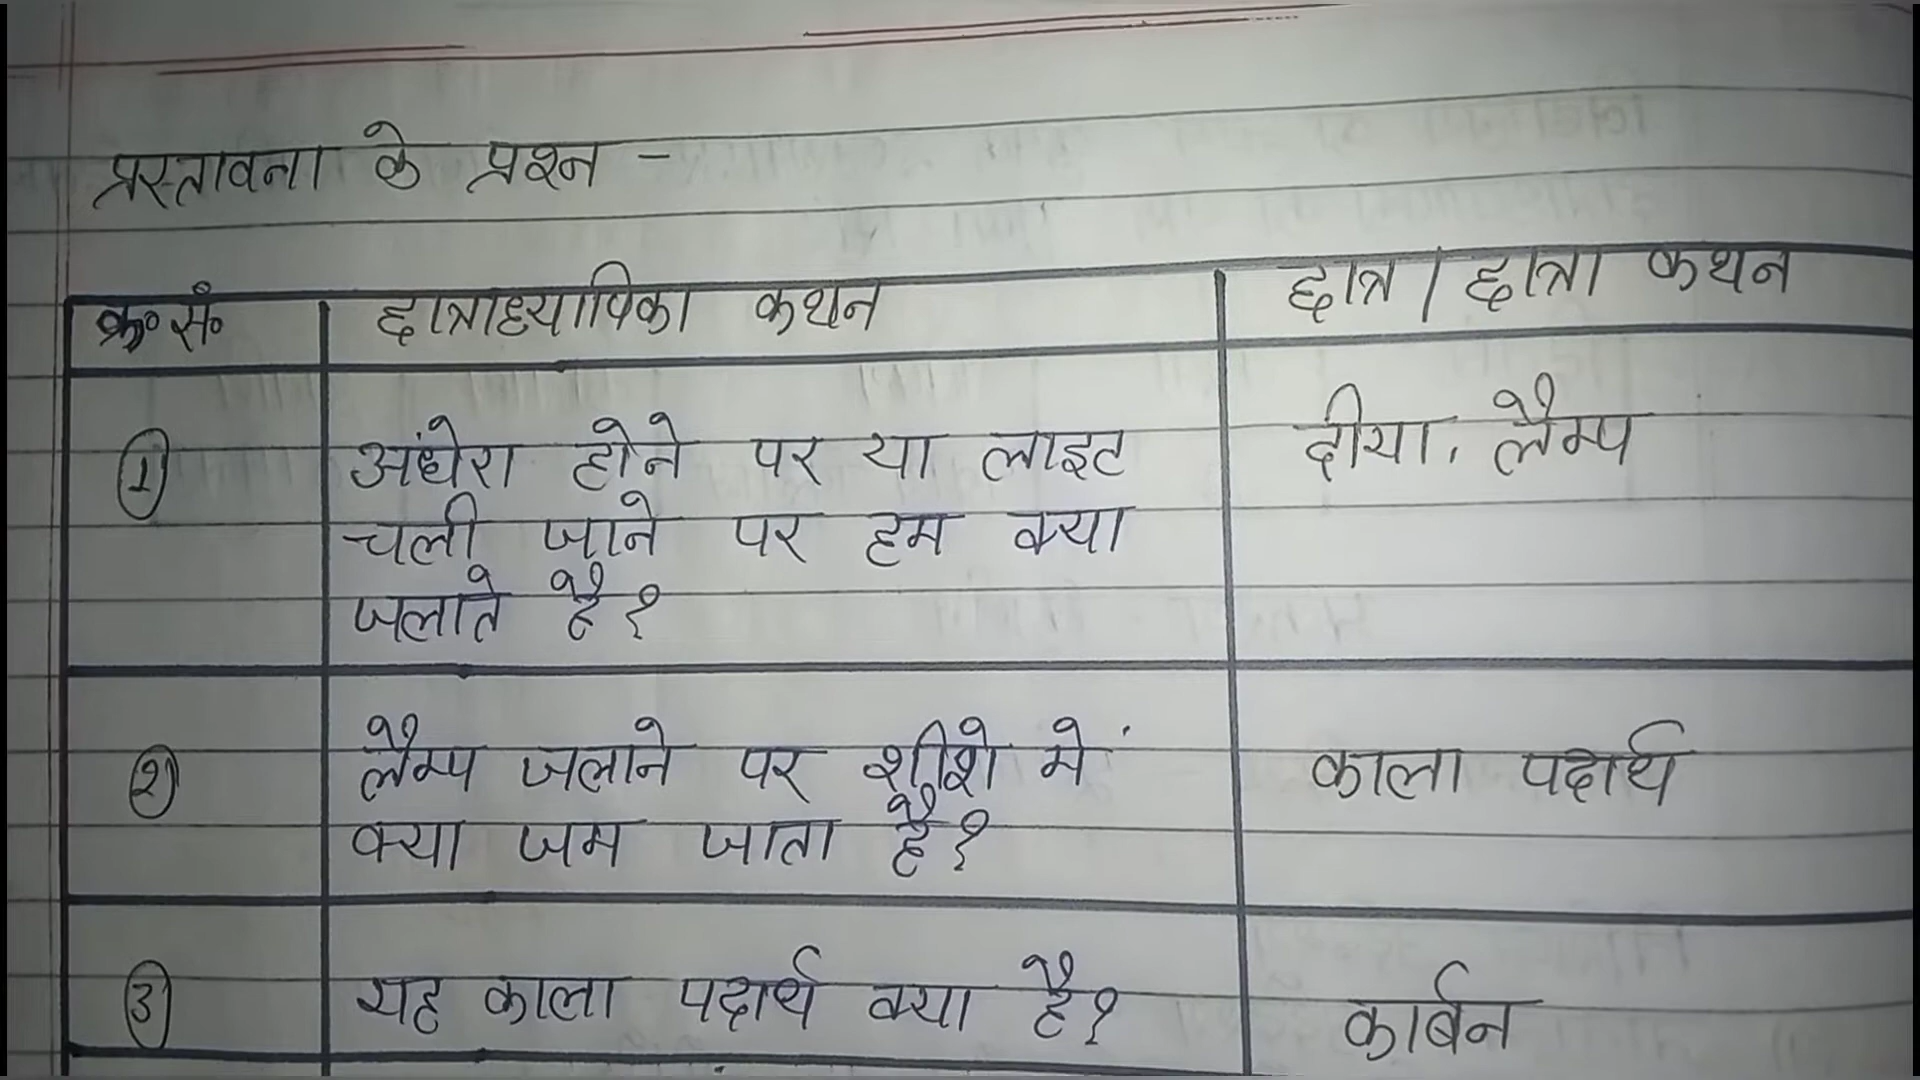 प्रस्तावना के प्रश्न -
क्र० सं० छात्राध्यापिका कथन छात्र / छात्रा कथन
① अंधेरा होने पर या लाइट दीया, लैम्प
चली जाने पर हम क्या
जलाते है?
② लैम्प जलाने पर शीशे में काला पदार्थ
क्या जम जाता है?
③ यह काला पदार्थ क्या है? कार्बन